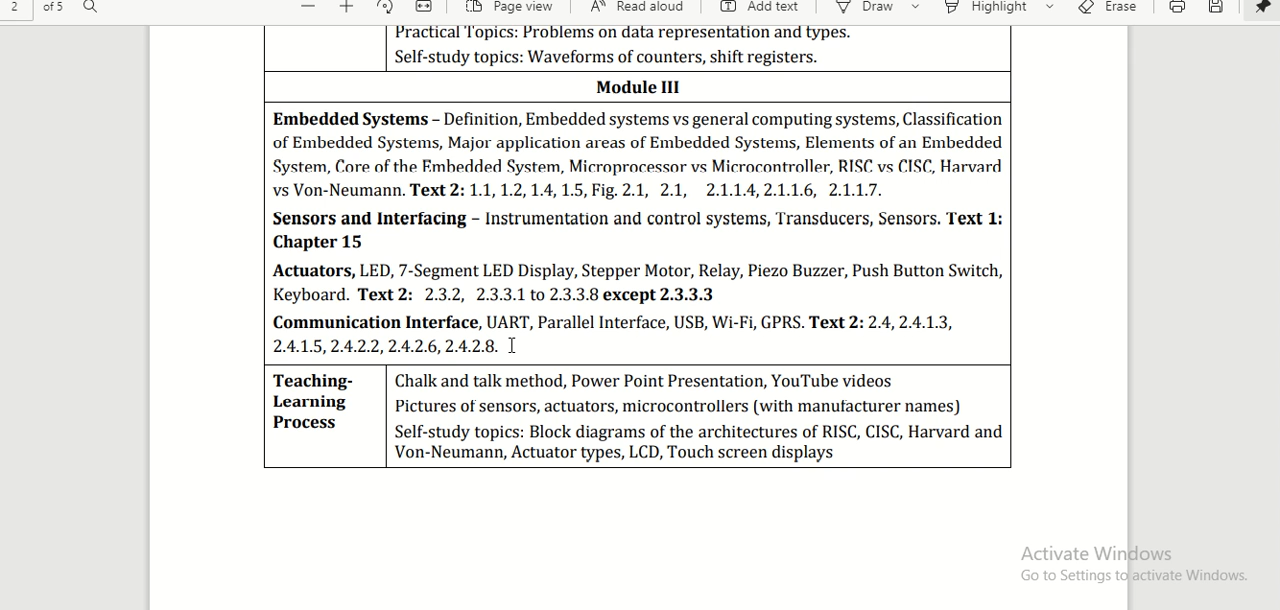 2 of 5 Page view Read aloud Add text Draw Highlight Erase
Practical Topics: Problems on data representation and types.
Self-study topics: Waveforms of counters, shift registers.
Module III
Embedded Systems – Definition, Embedded systems vs general computing systems, Classification
of Embedded Systems, Major application areas of Embedded Systems, Elements of an Embedded
System, Core of the Embedded System, Microprocessor vs Microcontroller, RISC vs CISC, Harvard
vs Von-Neumann. Text 2: 1.1, 1.2, 1.4, 1.5, Fig. 2.1, 2.1, 2.1.1.4, 2.1.1.6, 2.1.1.7.
Sensors and Interfacing – Instrumentation and control systems, Transducers, Sensors. Text 1:
Chapter 15
Actuators, LED, 7-Segment LED Display, Stepper Motor, Relay, Piezo Buzzer, Push Button Switch,
Keyboard. Text 2: 2.3.2, 2.3.3.1 to 2.3.3.8 except 2.3.3.3
Communication Interface, UART, Parallel Interface, USB, Wi-Fi, GPRS. Text 2: 2.4, 2.4.1.3,
2.4.1.5, 2.4.2.2, 2.4.2.6, 2.4.2.8.
Teaching-
Learning
Process
Chalk and talk method, Power Point Presentation, YouTube videos
Pictures of sensors, actuators, microcontrollers (with manufacturer names)
Self-study topics: Block diagrams of the architectures of RISC, CISC, Harvard and
Von-Neumann, Actuator types, LCD, Touch screen displays
Activate Windows
Go to Settings to activate Windows.